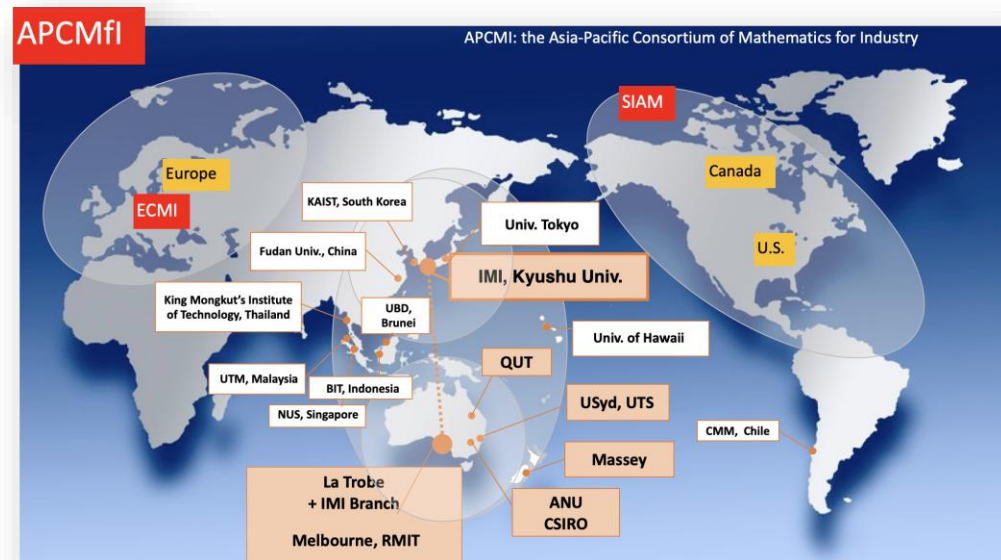 APCMfI
APCMI: the Asia-Pacific Consortium of Mathematics for Industry
SIAM
Europe
Canada
ECMI
KAIST, South Korea
Univ. Tokyo
Fudan Univ., China
U.S.
IMI, Kyushu Univ.
King Mongkut's Institute
of Technology, Thailand
UBD,
Brunei
Univ. of Hawaii
UTM, Malaysia
BIT, Indonesia
QUT
NUS, Singapore
USyd, UTS
CMM, Chile
Massey
La Trobe
+ IMI Branch
Melbourne, RMIT
ANU
CSIRO